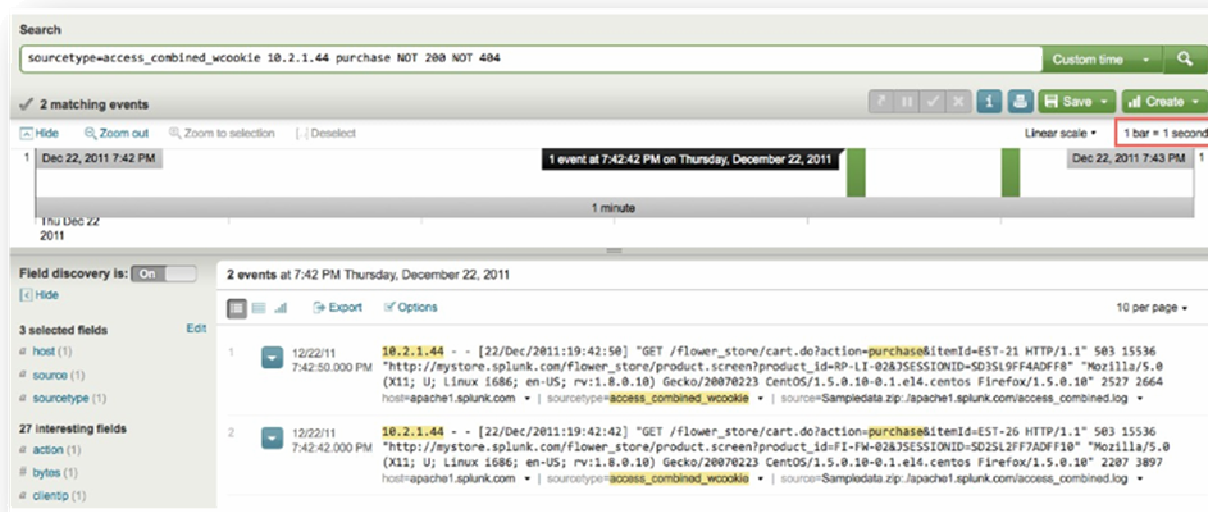 Search
sourcetype=access_combined_wcookie 10.2.1.44 purchase NOT 200 NOT 404
Custom time
2 matching events
Save
Create
Hide
Zoom out
Zoom to selection
Deselect
Linear scale
1 bar = 1 second
1
Dec 22, 2011 7:42 PM
1 event at 7:42:42 PM on Thursday, December 22, 2011
Dec 22, 2011 7:43 PM
1
1 minute
Thu Dec 22
2011
Field discovery is: On
Hide
2 events at 7:42 PM Thursday, December 22, 2011
Export
Options
10 per page
3 selected fields
Edit
a host (1)
a source (1)
a sourcetype (1)
27 interesting fields
a action (1)
# bytes (1)
a clientip (1)
1
12/22/11
7:42:50.000 PM
10.2.1.44 - - [22/Dec/2011:19:42:50] "GET /flower_store/cart.do?action=purchase&itemId=EST-21 HTTP/1.1" 503 15536
"http://mystore.splunk.com/flower_store/product.screen?product_id=RP-LI-02&JSESSIONID=SD3SL9FF4ADFF8" "Mozilla/5.0
(X11; U; Linux i686; en-US; rv:1.8.0.10) Gecko/20070223 CentOS/1.5.0.10-0.1.el4.centos Firefox/1.5.0.10" 2527 2664
host=apache1.splunk.com | sourcetype=access_combined_wcookie | source=Sampledata.zip:./apache1.splunk.com/access_combined.log
2
12/22/11
7:42:42.000 PM
10.2.1.44 - - [22/Dec/2011:19:42:42] "GET /flower_store/cart.do?action=purchase&itemId=EST-26 HTTP/1.1" 503 15536
"http://mystore.splunk.com/flower_store/product.screen?product_id=FI-FW-02&JSESSIONID=SD2SL2FF7ADFF10" "Mozilla/5.0
(X11; U; Linux i686; en-US; rv:1.8.0.10) Gecko/20070223 CentOS/1.5.0.10-0.1.el4.centos Firefox/1.5.0.10" 2207 3897
host=apache1.splunk.com | sourcetype=access_combined_wcookie | source=Sampledata.zip:./apache1.splunk.com/access_combined.log